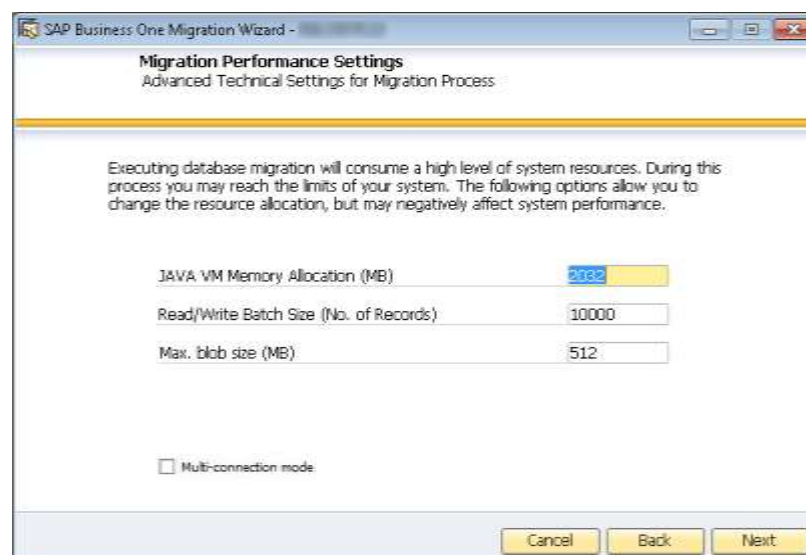 SAP Business One Migration Wizard -
Migration Performance Settings
Advanced Technical Settings for Migration Process
Executing database migration will consume a high level of system resources. During this
process you may reach the limits of your system. The following options allow you to
change the resource allocation, but may negatively affect system performance.
JAVA VM Memory Allocation (MB) 2032
Read/Write Batch Size (No. of Records) 10000
Max. blob size (MB) 512
Multi-connection mode
Cancel Back Next